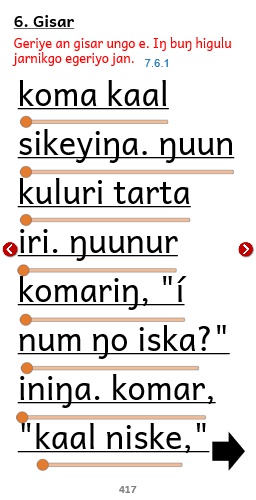 6. Gisar
Geriye an gisar ungo e. Iŋ buŋ higulu
jarnikgo egeriyo jan. 7.6.1
koma kaal
sikeyiŋa. ŋuun
kuluri tarta
iri. ŋuunur
komariŋ, "í
num ŋo iska?"
iniŋa. komar,
"kaal niske,"
417